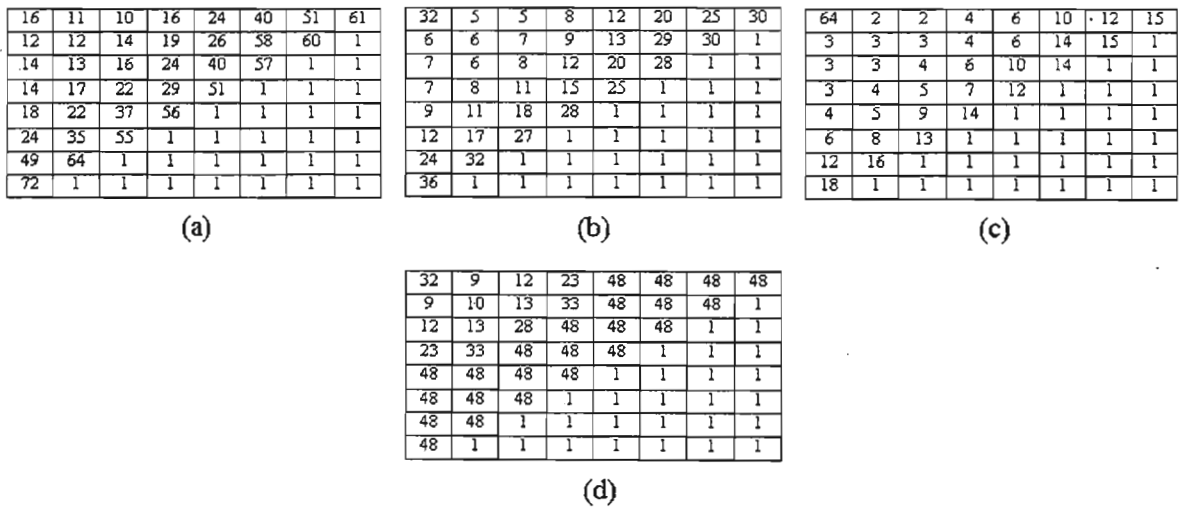 16 11 10 16 24 40 51 61
12 12 14 19 26 58 60 1
14 13 16 24 40 57 1 1
14 17 22 29 51 1 1 1
18 22 37 56 1 1 1 1
24 35 55 1 1 1 1 1
49 64 1 1 1 1 1 1
72 1 1 1 1 1 1 1
(a)
32 5 5 8 12 20 25 30
6 6 7 9 13 29 30 1
7 6 8 12 20 28 1 1
7 8 11 15 25 1 1 1
9 11 18 28 1 1 1 1
12 17 27 1 1 1 1 1
24 32 1 1 1 1 1 1
36 1 1 1 1 1 1 1
(b)
64 2 2 4 6 10 12 15
3 3 3 4 6 14 15 1
3 3 4 6 10 14 1 1
3 4 5 7 12 1 1 1
4 5 9 14 1 1 1 1
6 8 13 1 1 1 1 1
12 16 1 1 1 1 1 1
18 1 1 1 1 1 1 1
(c)
32 9 12 23 48 48 48 48
9 10 13 33 48 48 48 1
12 13 28 48 48 48 1 1
23 33 48 48 48 1 1 1
48 48 48 48 1 1 1 1
48 48 48 1 1 1 1 1
48 48 1 1 1 1 1 1
48 1 1 1 1 1 1 1
(d)